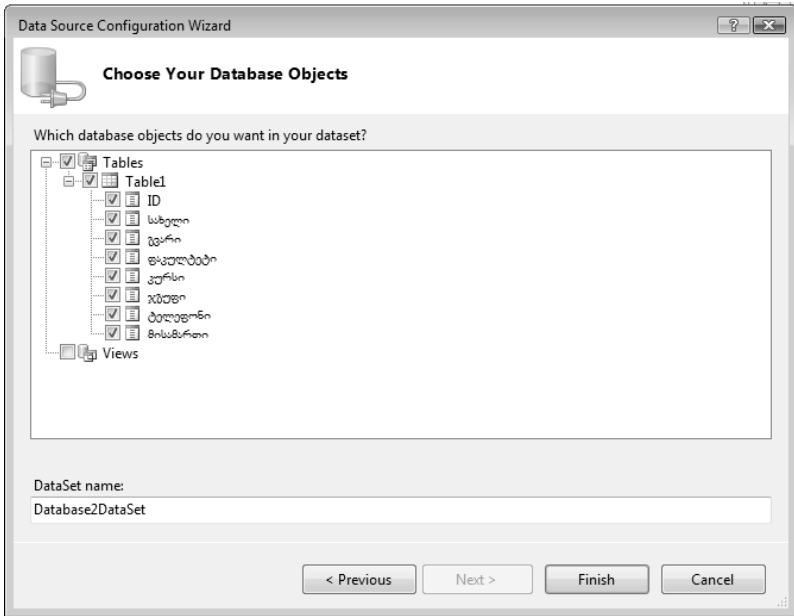 Data Source Configuration Wizard
Choose Your Database Objects
Which database objects do you want in your dataset?
Tables
Table1
ID
სახელი
გვარი
ფაკულტეტი
კურსი
ჯგუფი
ტელეფონი
მისამართი
Views
DataSet name:
Database2DataSet
< Previous
Next >
Finish
Cancel